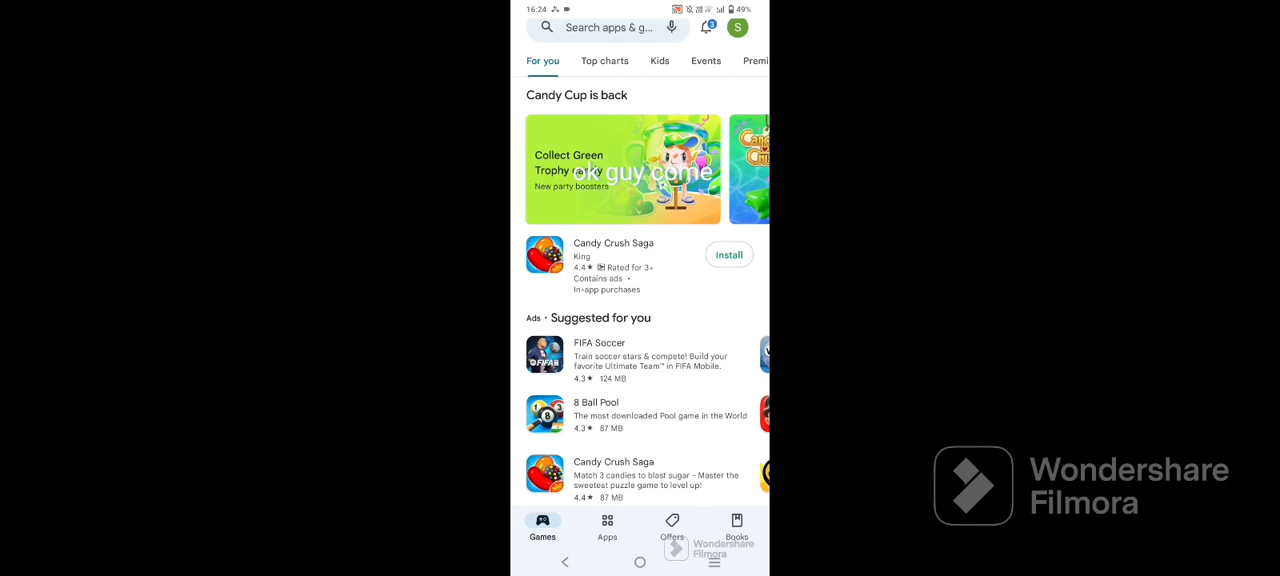 16:24
49%
Search apps & g...
3
S
For you
Top charts
Kids
Events
Premi
Candy Cup is back
Collect Green
Trophy
New party boosters
ok guy come
Candy Crush Saga
King
4.4★ Rated for 3+
Contains ads •
In-app purchases
Install
Ads • Suggested for you
FIFA Soccer
Train soccer stars & compete! Build your
favorite Ultimate Team™ in FIFA Mobile.
4.3★ 124 MB
8 Ball Pool
The most downloaded Pool game in the World
4.3★ 87 MB
Candy Crush Saga
Match 3 candies to blast sugar - Master the
sweetest puzzle game to level up!
4.4★ 87 MB
Games
Apps
Offers
Books
Wondershare
Filmora
Wondershare
Filmora